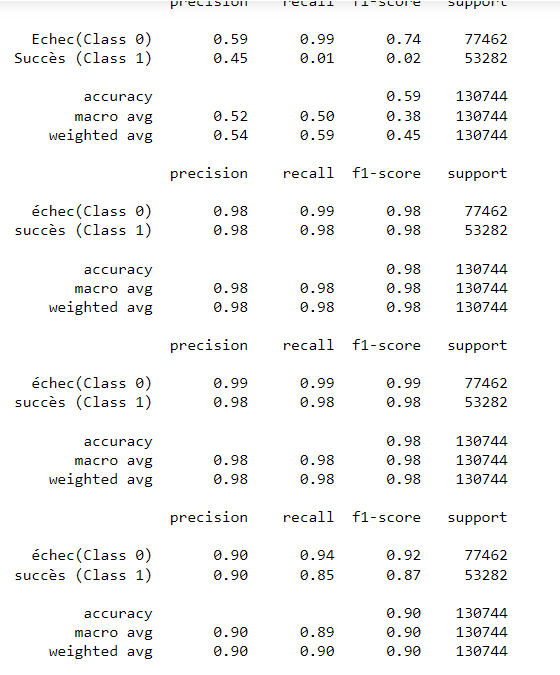 precision recall f1-score support
Echec(Class 0) 0.59 0.99 0.74 77462
Succès (Class 1) 0.45 0.01 0.02 53282
accuracy 0.59 130744
macro avg 0.52 0.50 0.38 130744
weighted avg 0.54 0.59 0.45 130744
precision recall f1-score support
échec(Class 0) 0.98 0.99 0.98 77462
succès (Class 1) 0.98 0.98 0.98 53282
accuracy 0.98 130744
macro avg 0.98 0.98 0.98 130744
weighted avg 0.98 0.98 0.98 130744
precision recall f1-score support
échec(Class 0) 0.99 0.99 0.99 77462
succès (Class 1) 0.98 0.98 0.98 53282
accuracy 0.98 130744
macro avg 0.98 0.98 0.98 130744
weighted avg 0.98 0.98 0.98 130744
precision recall f1-score support
échec(Class 0) 0.90 0.94 0.92 77462
succès (Class 1) 0.90 0.85 0.87 53282
accuracy 0.90 130744
macro avg 0.90 0.89 0.90 130744
weighted avg 0.90 0.90 0.90 130744